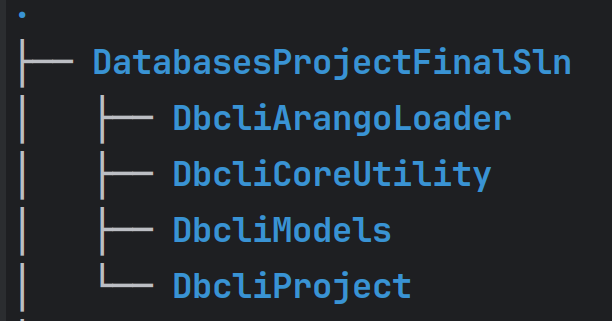 .
├── DatabasesProjectFinalSln
│   ├── DbcliArangoLoader
│   ├── DbcliCoreUtility
│   ├── DbcliModels
│   └── DbcliProject